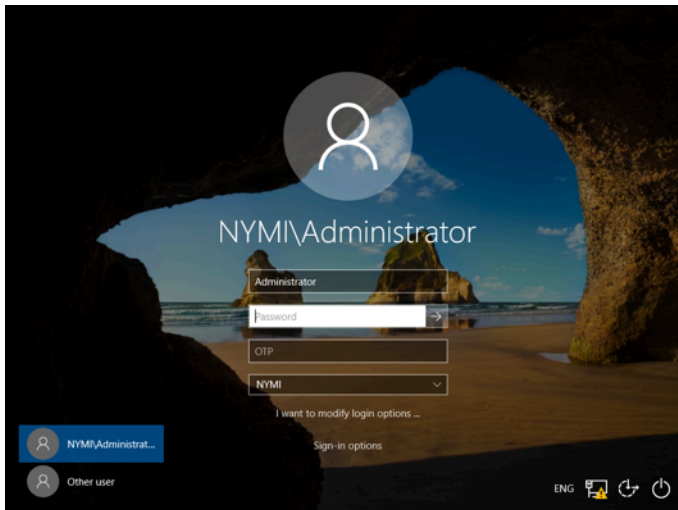 NYMI\Administrator
Administrator
Password
OTP
NYMI
I want to modify login options ...
Sign-in options
NYMI\Administrat...
Other user
ENG